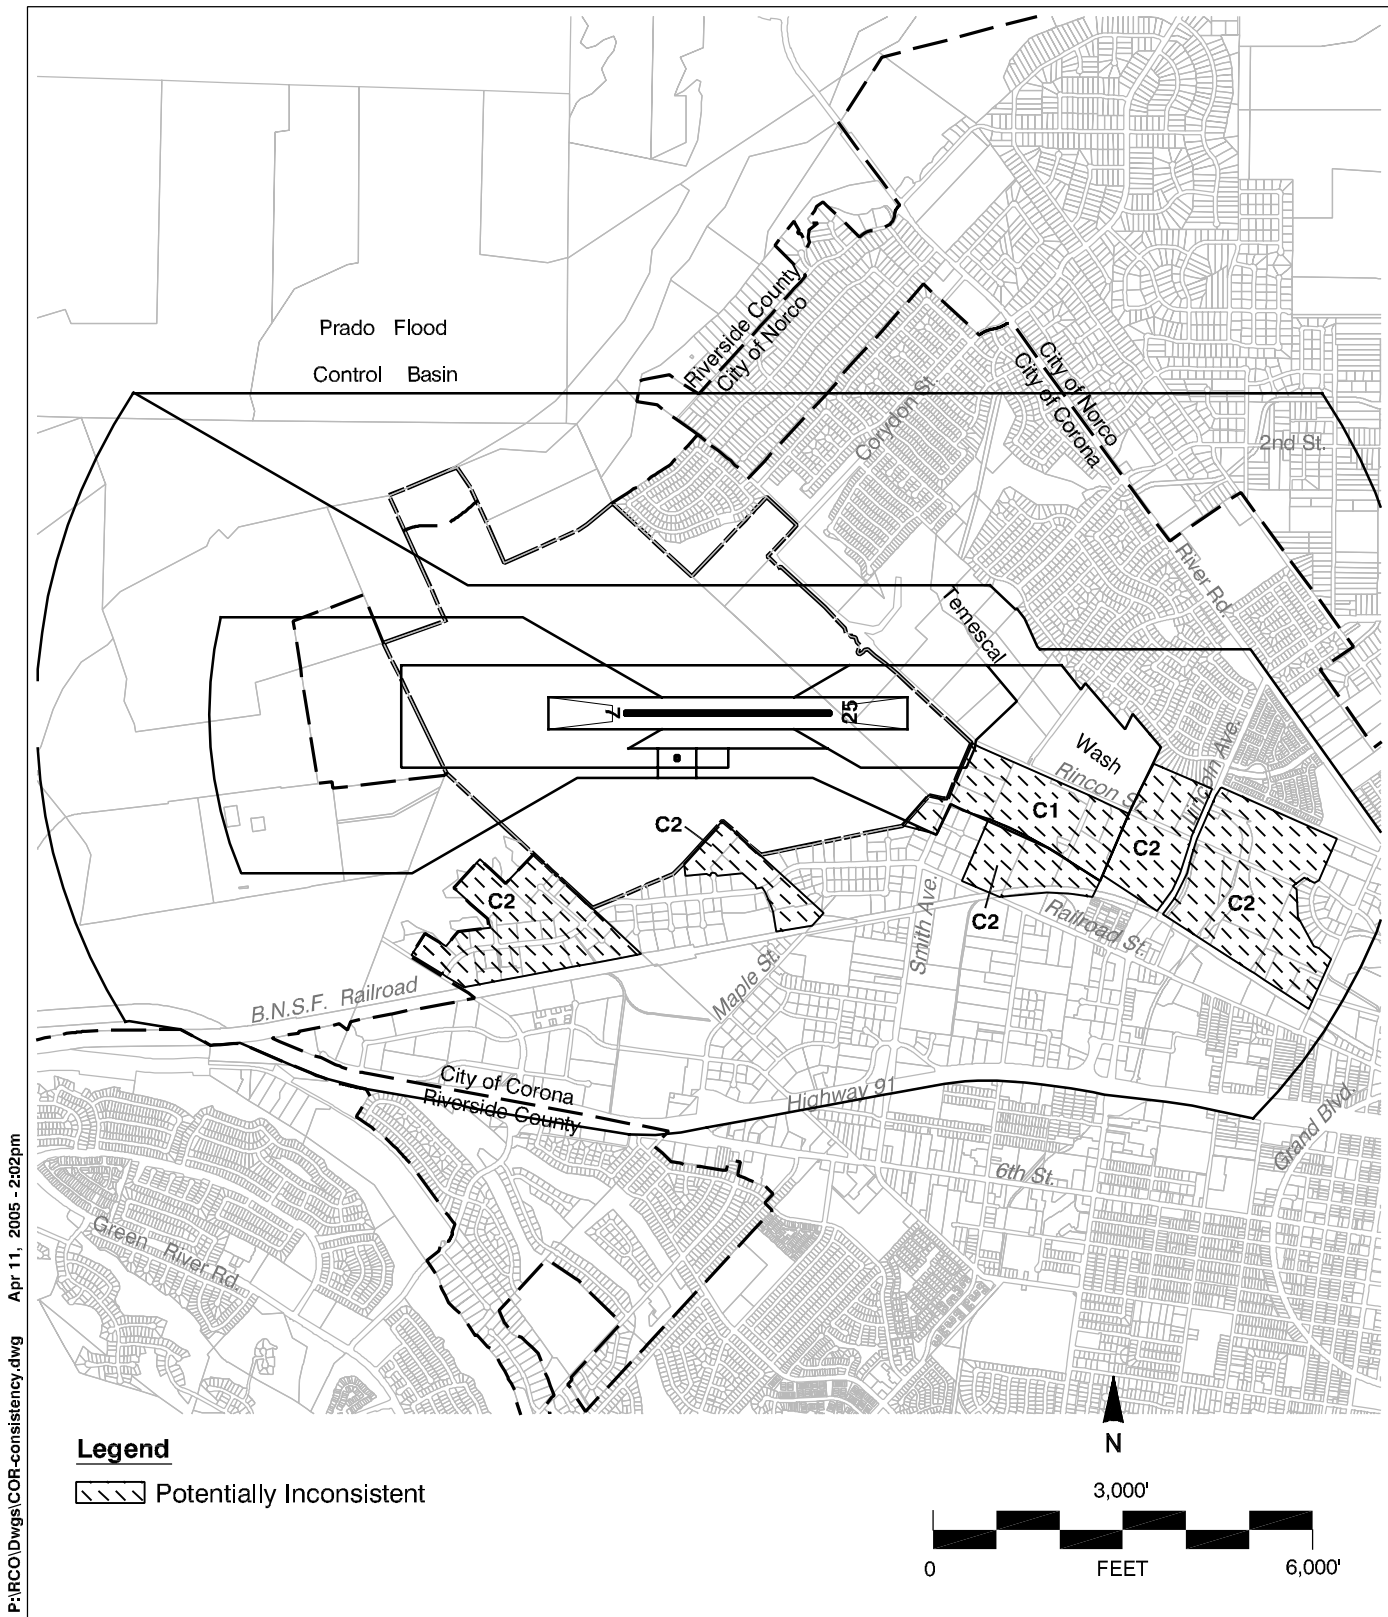 Prado Flood
Control Basin
Riverside County
City of Norco
Corydon St.
City of Norco
City of Corona
2nd St.
River Rd.
Temescal
Wash
7
25
Rincon St.
Lincoln Ave.
C1
C2
C2
C2
C2
C2
Smith Ave.
Railroad St.
Maple St.
B.N.S.F. Railroad
City of Corona
Riverside County
Highway 91
Grand Blvd.
6th St.
Green River Rd.
Legend
Potentially Inconsistent
N
3,000'
0 FEET 6,000'
P:\RCO\Dwgs\COR-consistency.dwg Apr 11, 2005 - 2:02pm